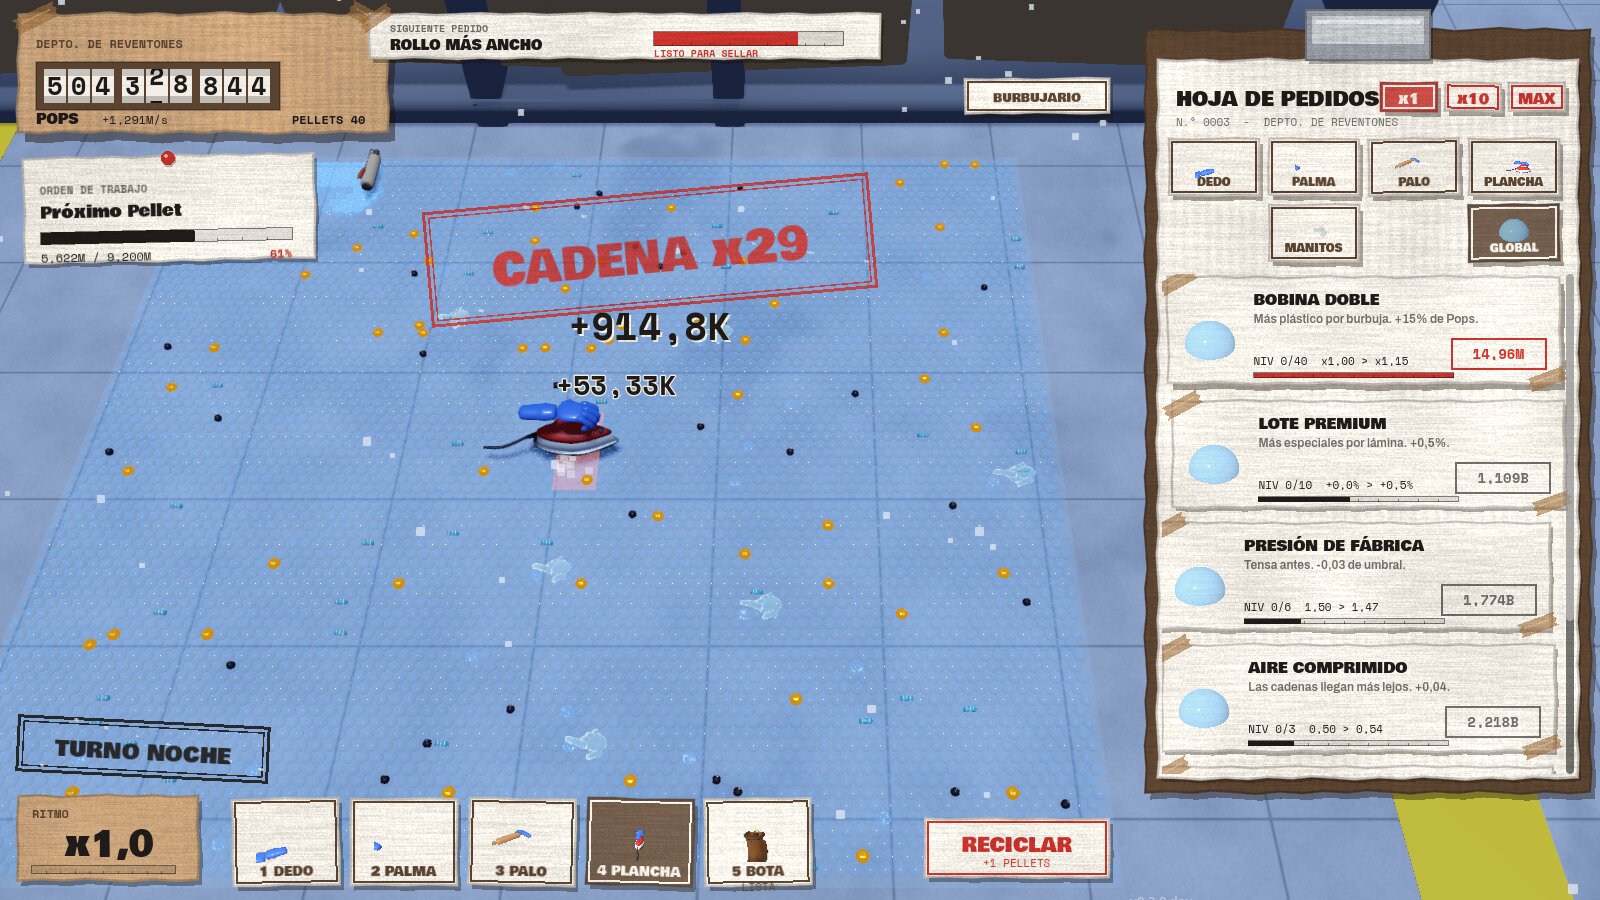 DEPTO. DE REVENTONES
504 328 844
POPS +1,291M/s PELLETS 40
SIGUIENTE PEDIDO
ROLLO MÁS ANCHO
LISTO PARA SELLAR
BURBUJARIO
ORDEN DE TRABAJO
Próximo Pellet
5,622M / 9,200M 61%
CADENA x29
+914,8K
+53,33K
HOJA DE PEDIDOS x1 x10 MAX
N.° 0003 - DEPTO. DE REVENTONES
DEDO PALMA PALO PLANCHA
MANITOS GLOBAL
BOBINA DOBLE
Más plástico por burbuja. +15% de Pops.
NIV 0/40 x1,00 > x1,15 14,96M
LOTE PREMIUM
Más especiales por lámina. +0,5%.
NIV 0/10 +0,0% > +0,5% 1,109B
PRESIÓN DE FÁBRICA
Tensa antes. -0,03 de umbral.
NIV 0/6 1,50 > 1,47 1,774B
AIRE COMPRIMIDO
Las cadenas llegan más lejos. +0,04.
NIV 0/3 0,50 > 0,54 2,218B
TURNO NOCHE
RITMO
x1,0
1 DEDO 2 PALMA 3 PALO 4 PLANCHA 5 BOTA
LISTA
RECICLAR
+1 PELLETS